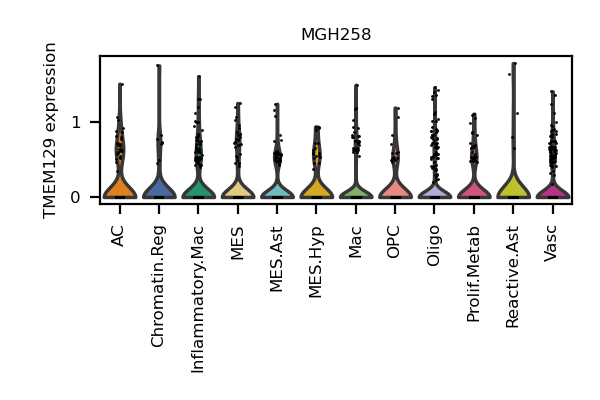 MGH258
TMEM129 expression
1
0
AC
Chromatin.Reg
Inflammatory.Mac
MES
MES.Ast
MES.Hyp
Mac
OPC
Oligo
Prolif.Metab
Reactive.Ast
Vasc